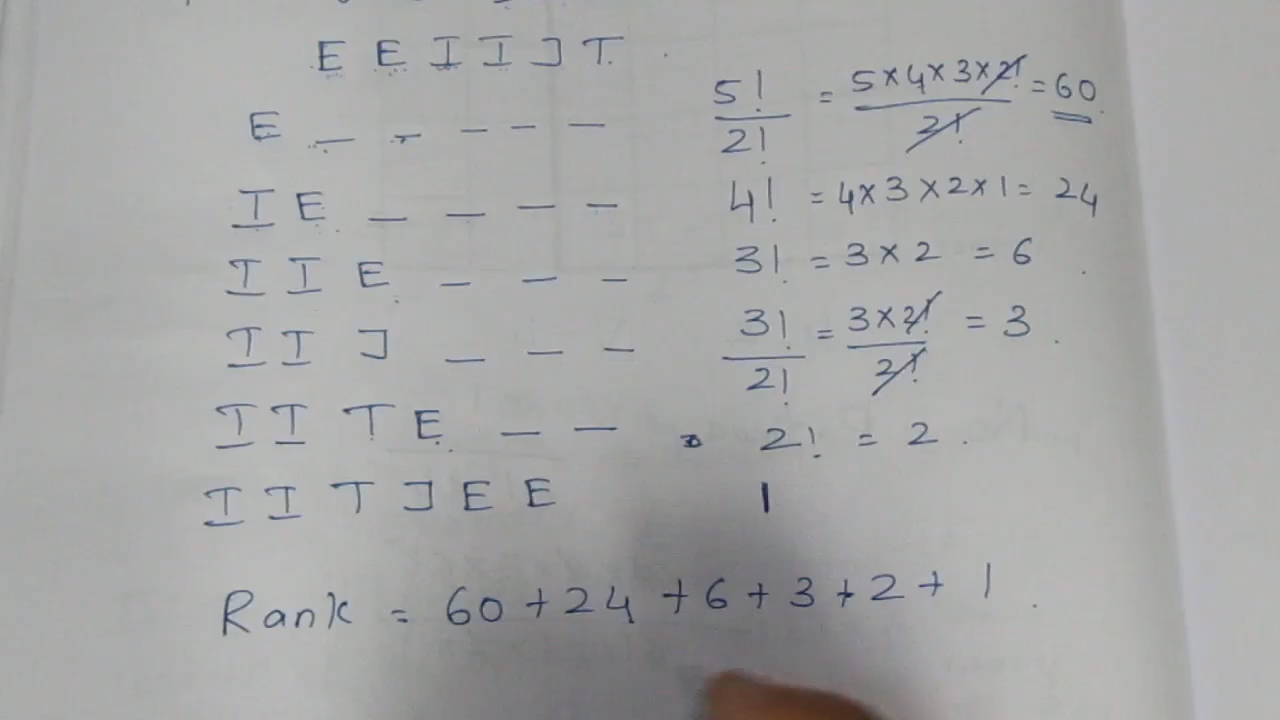 E E I I J T .
E _ _ _ _ _ 5!/2! = 5×4×3×2!/2! = 60
I E _ _ _ _ 4! = 4×3×2×1 = 24
I I E _ _ _ 3! = 3×2 = 6 .
I I J _ _ _ 3!/2! = 3×2!/2! = 3 .
I I T E _ _ 2! = 2 .
I I T J E E 1
Rank = 60+24+6+3+2+1 .